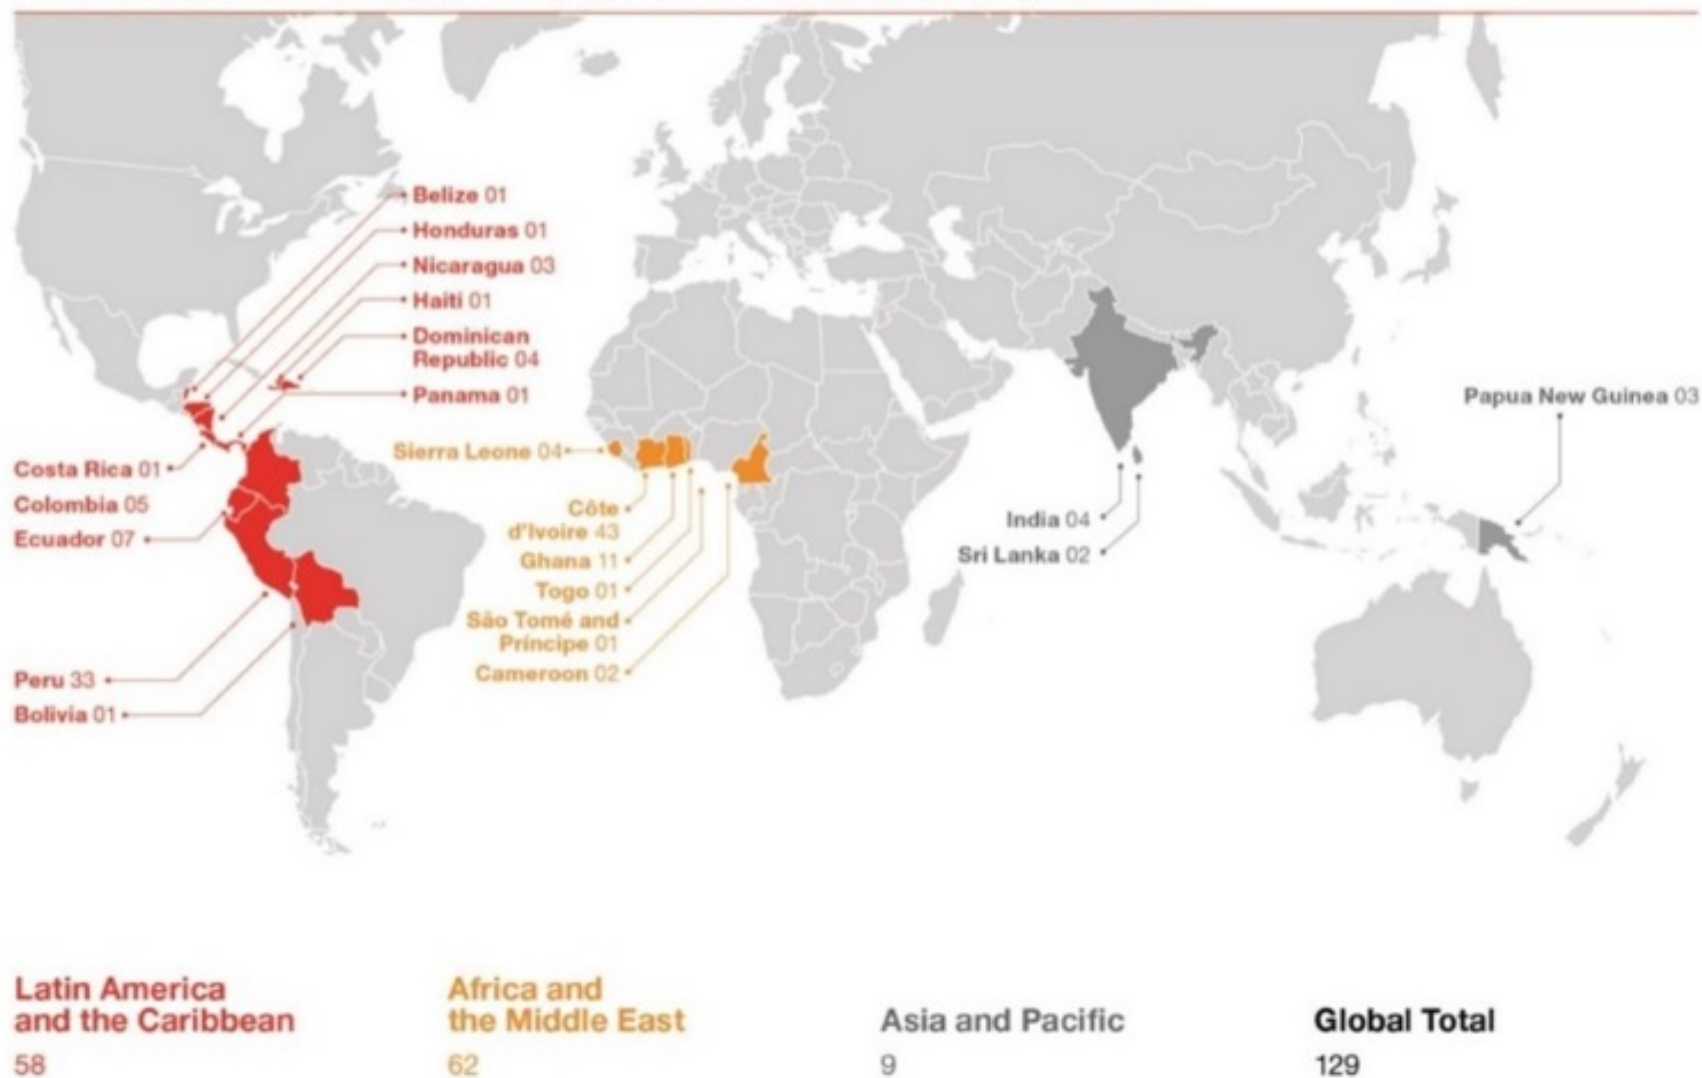 Belize 01
Honduras 01
Nicaragua 03
Haiti 01
Dominican
Republic 04
Panama 01
Costa Rica 01
Colombia 05
Ecuador 07
Peru 33
Bolivia 01
Sierra Leone 04
Côte
d'Ivoire 43
Ghana 11
Togo 01
São Tomé and
Príncipe 01
Cameroon 02
India 04
Sri Lanka 02
Papua New Guinea 03
Latin America
and the Caribbean
58
Africa and
the Middle East
62
Asia and Pacific
9
Global Total
129